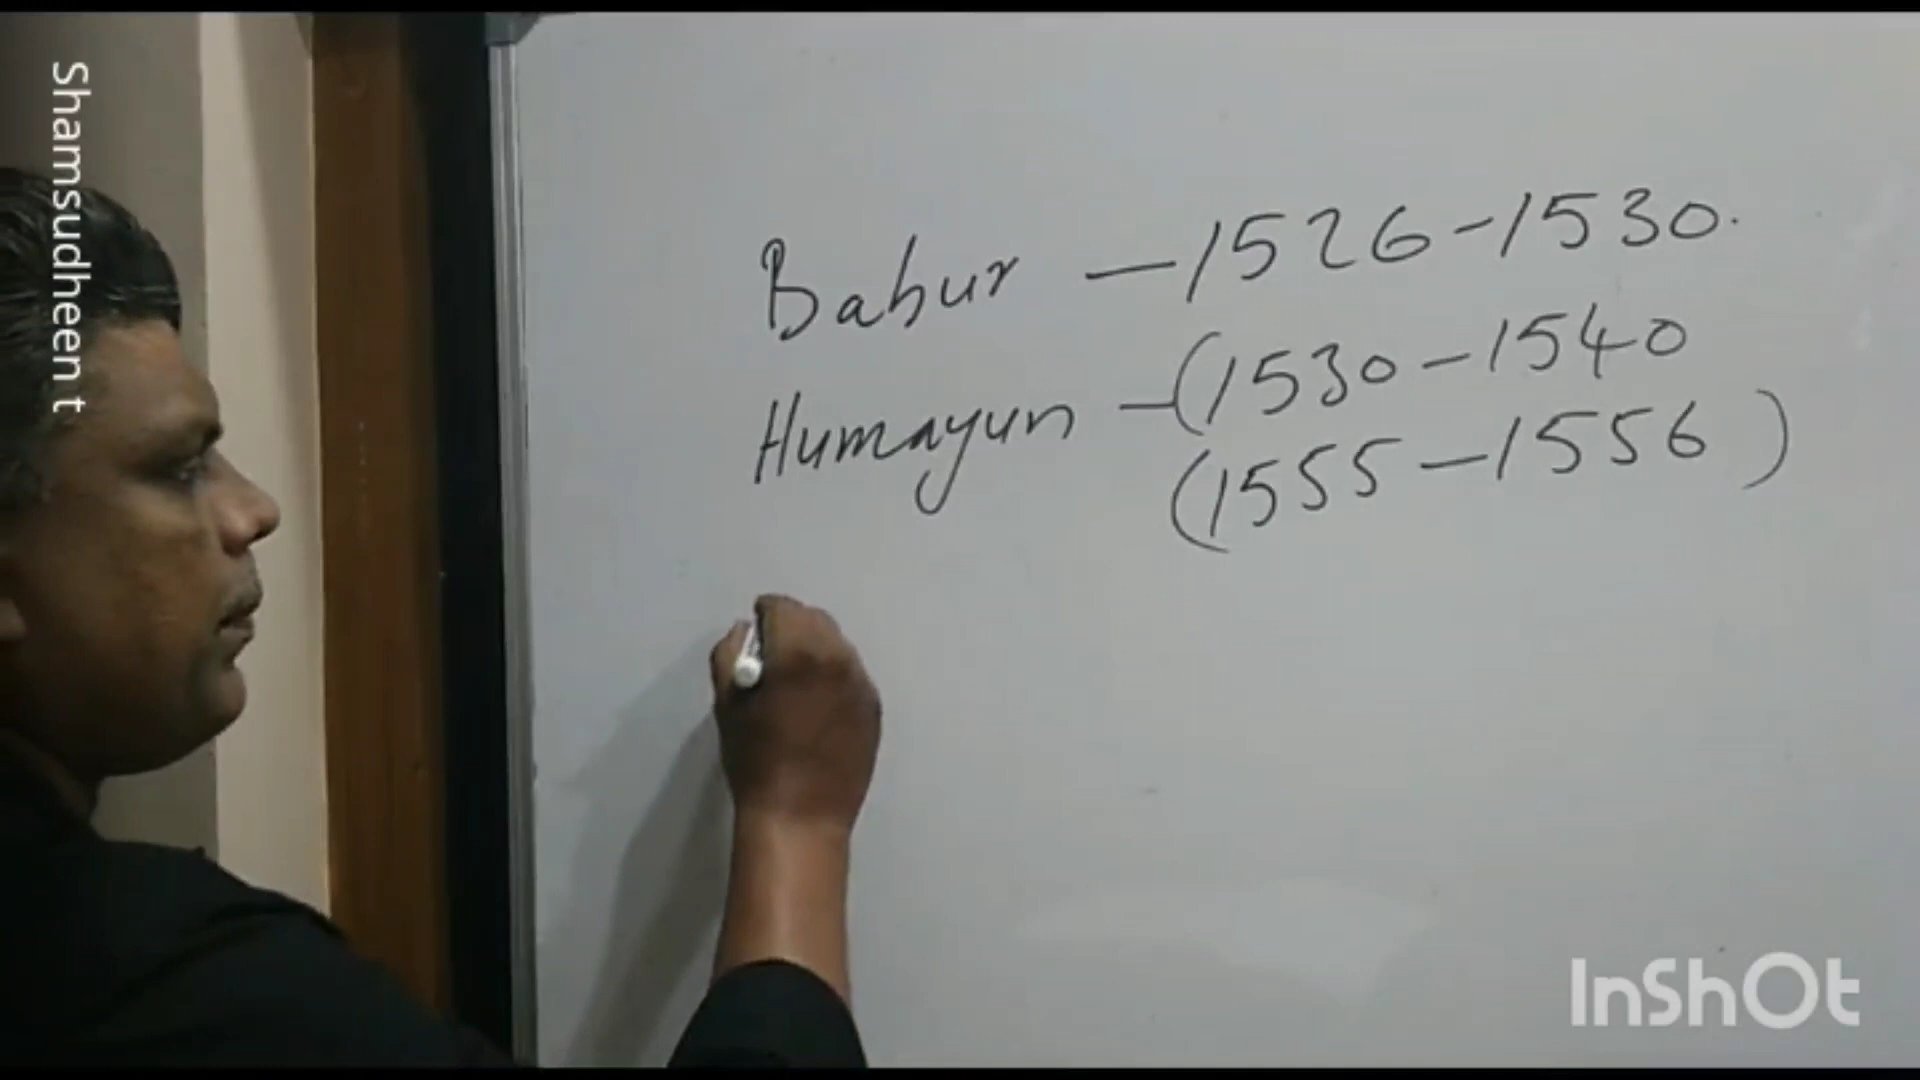 Shamsudheen t
Babur — 1526-1530.
Humayun - (1530-1540
(1555-1556)
InShOt